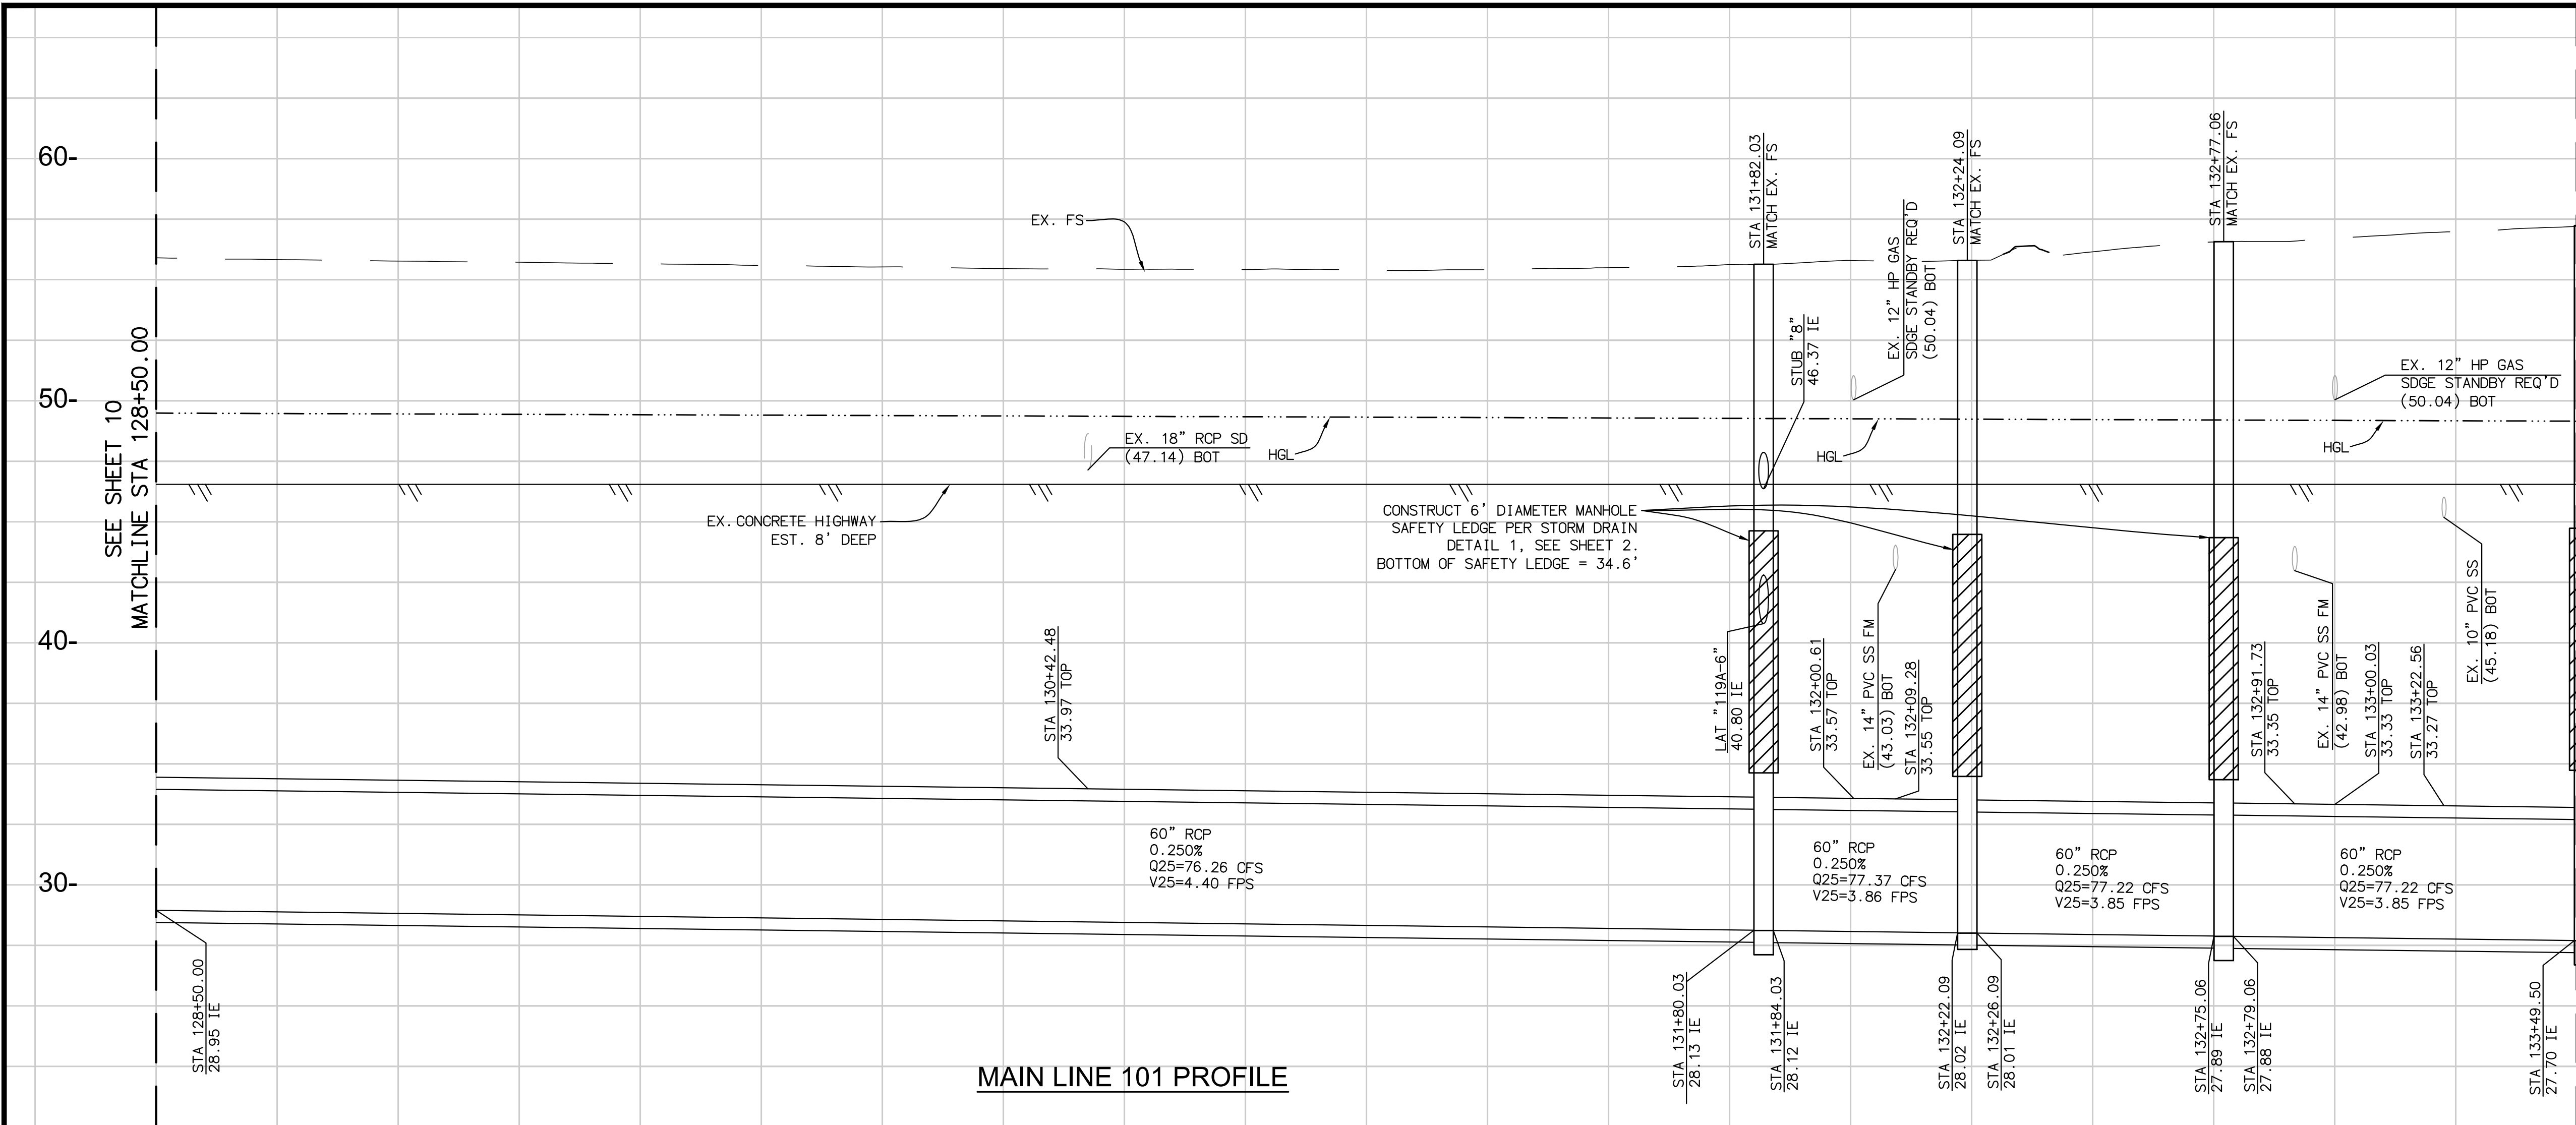 60-
50-
40-
30-
SEE SHEET 10
MATCHLINE STA 128+50.00
EX. FS
EX. 18" RCP SD
(47.14) BOT
HGL
EX. CONCRETE HIGHWAY
EST. 8' DEEP
STA 130+42.48
33.97 TOP
60" RCP
0.250%
Q25=76.26 CFS
V25=4.40 FPS
STA 128+50.00
28.95 IE
MAIN LINE 101 PROFILE
CONSTRUCT 6' DIAMETER MANHOLE
SAFETY LEDGE PER STORM DRAIN
DETAIL 1, SEE SHEET 2.
BOTTOM OF SAFETY LEDGE = 34.6'
STA 131+82.03
MATCH EX. FS
STUB "8"
46.37 IE
LAT "119A-6"
40.80 IE
STA 131+80.03
28.13 IE
STA 131+84.03
28.12 IE
EX. 12" HP GAS
SDGE STANDBY REQ'D
(50.04) BOT
HGL
STA 132+00.61
33.57 TOP
EX. 14" PVC SS FM
(43.03) BOT
STA 132+09.28
33.55 TOP
60" RCP
0.250%
Q25=77.37 CFS
V25=3.86 FPS
STA 132+24.09
MATCH EX. FS
STA 132+22.09
28.02 IE
STA 132+26.09
28.01 IE
60" RCP
0.250%
Q25=77.22 CFS
V25=3.85 FPS
STA 132+77.06
MATCH EX. FS
STA 132+75.06
27.89 IE
STA 132+79.06
27.88 IE
STA 132+91.73
33.35 TOP
EX. 14" PVC SS FM
(42.98) BOT
STA 133+00.03
33.33 TOP
STA 133+22.56
33.27 TOP
EX. 10" PVC SS
(45.18) BOT
EX. 12" HP GAS
SDGE STANDBY REQ'D
(50.04) BOT
HGL
60" RCP
0.250%
Q25=77.22 CFS
V25=3.85 FPS
STA 133+49.50
27.70 IE